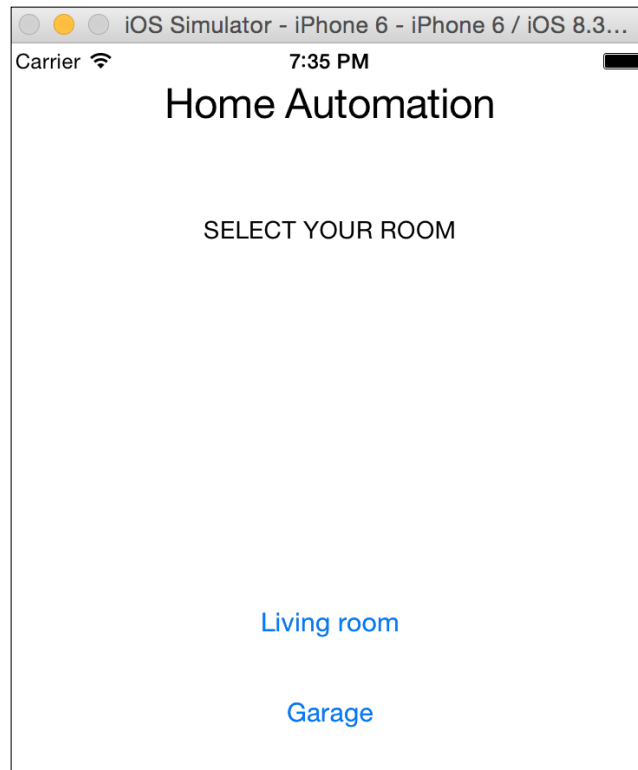 iOS Simulator - iPhone 6 - iPhone 6 / iOS 8.3...
Carrier 7:35 PM
Home Automation
SELECT YOUR ROOM
Living room
Garage